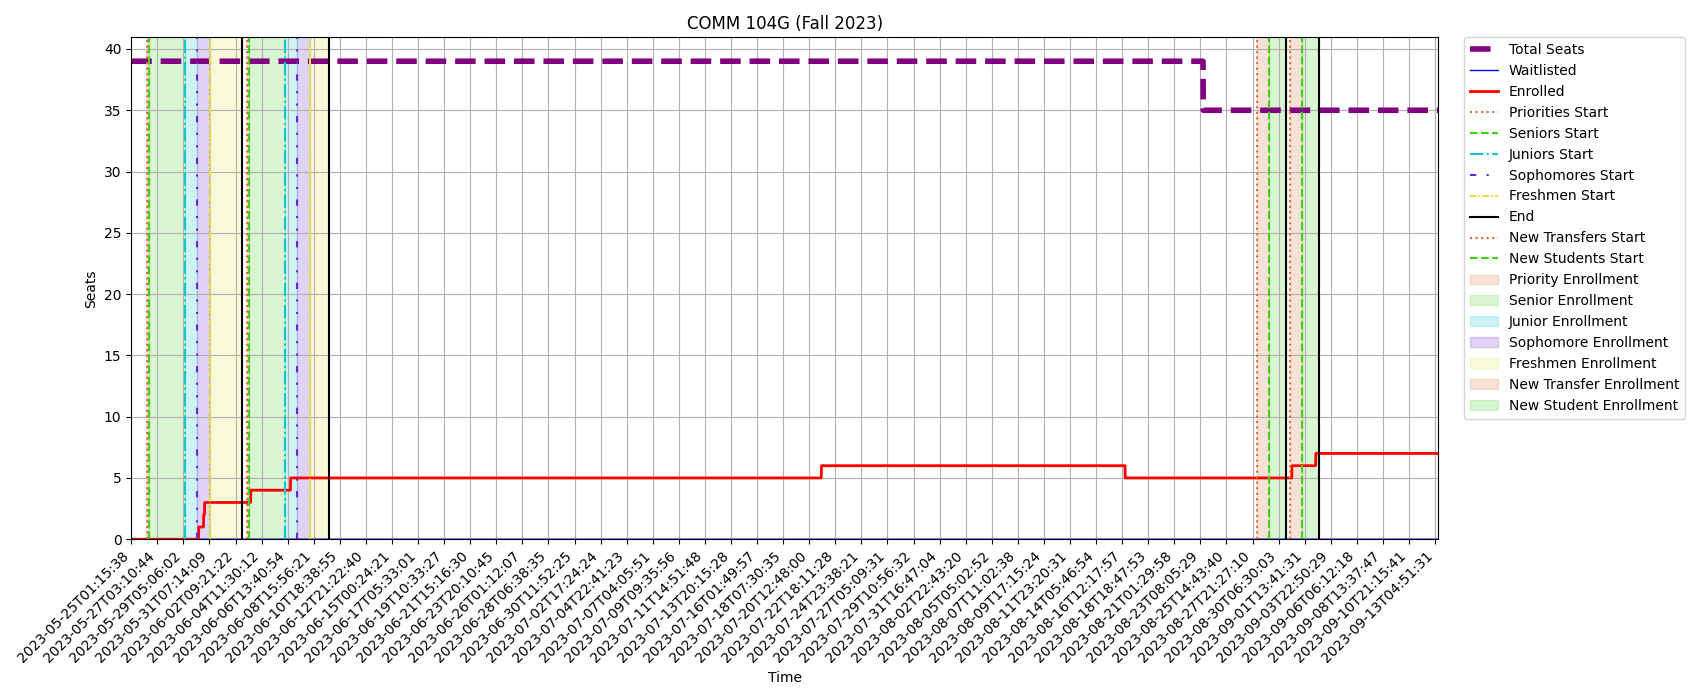 COMM 104G (Fall 2023)
40
35
30
25
20
15
10
5
0
Seats
2023-05-25T01:15:38
2023-05-27T03:10:44
2023-05-29T05:06:02
2023-05-31T07:14:09
2023-06-02T09:21:22
2023-06-04T11:30:12
2023-06-06T13:40:54
2023-06-08T15:56:21
2023-06-10T18:38:55
2023-06-12T21:22:40
2023-06-15T00:24:21
2023-06-17T05:33:01
2023-06-19T10:33:27
2023-06-21T15:16:30
2023-06-23T20:10:45
2023-06-26T01:12:07
2023-06-28T06:38:35
2023-06-30T11:52:25
2023-07-02T17:24:24
2023-07-04T22:41:23
2023-07-07T04:05:51
2023-07-09T09:35:56
2023-07-11T14:51:48
2023-07-13T20:15:28
2023-07-16T01:49:57
2023-07-18T07:30:35
2023-07-20T12:48:00
2023-07-22T18:11:28
2023-07-24T23:38:21
2023-07-27T05:09:31
2023-07-29T10:56:32
2023-07-31T16:47:04
2023-08-02T22:43:20
2023-08-05T05:02:52
2023-08-07T11:02:38
2023-08-09T17:15:24
2023-08-11T23:20:31
2023-08-14T05:46:54
2023-08-16T12:17:57
2023-08-18T18:47:53
2023-08-21T01:29:58
2023-08-23T08:05:29
2023-08-25T14:43:40
2023-08-27T21:27:10
2023-08-30T06:30:03
2023-09-01T13:41:31
2023-09-03T22:50:29
2023-09-06T06:12:18
2023-09-08T13:37:47
2023-09-10T21:15:41
2023-09-13T04:51:31
Time
Total Seats
Waitlisted
Enrolled
Priorities Start
Seniors Start
Juniors Start
Sophomores Start
Freshmen Start
End
New Transfers Start
New Students Start
Priority Enrollment
Senior Enrollment
Junior Enrollment
Sophomore Enrollment
Freshmen Enrollment
New Transfer Enrollment
New Student Enrollment